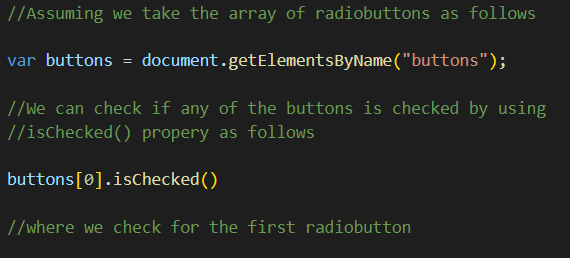 //Assuming we take the array of radiobuttons as follows
var buttons = document.getElementsByName("buttons");
//We can check if any of the buttons is checked by using
//isChecked() propery as follows
buttons[0].isChecked()
//where we check for the first radiobutton